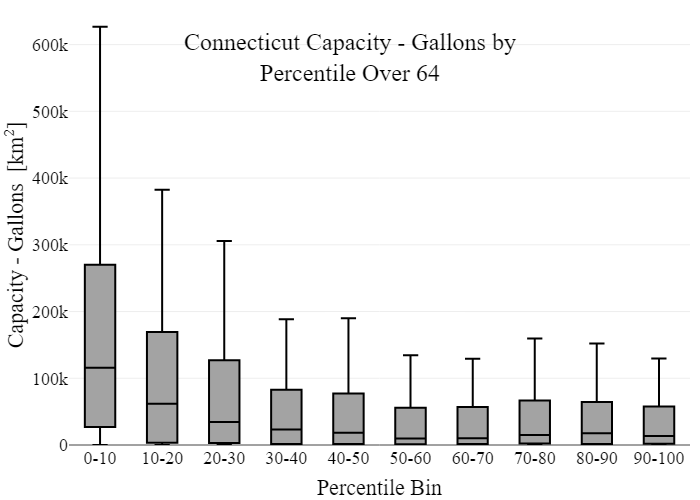 Connecticut Capacity - Gallons by
Percentile Over 64
Capacity - Gallons [km²]
600k
500k
400k
300k
200k
100k
0
0-10 10-20 20-30 30-40 40-50 50-60 60-70 70-80 80-90 90-100
Percentile Bin